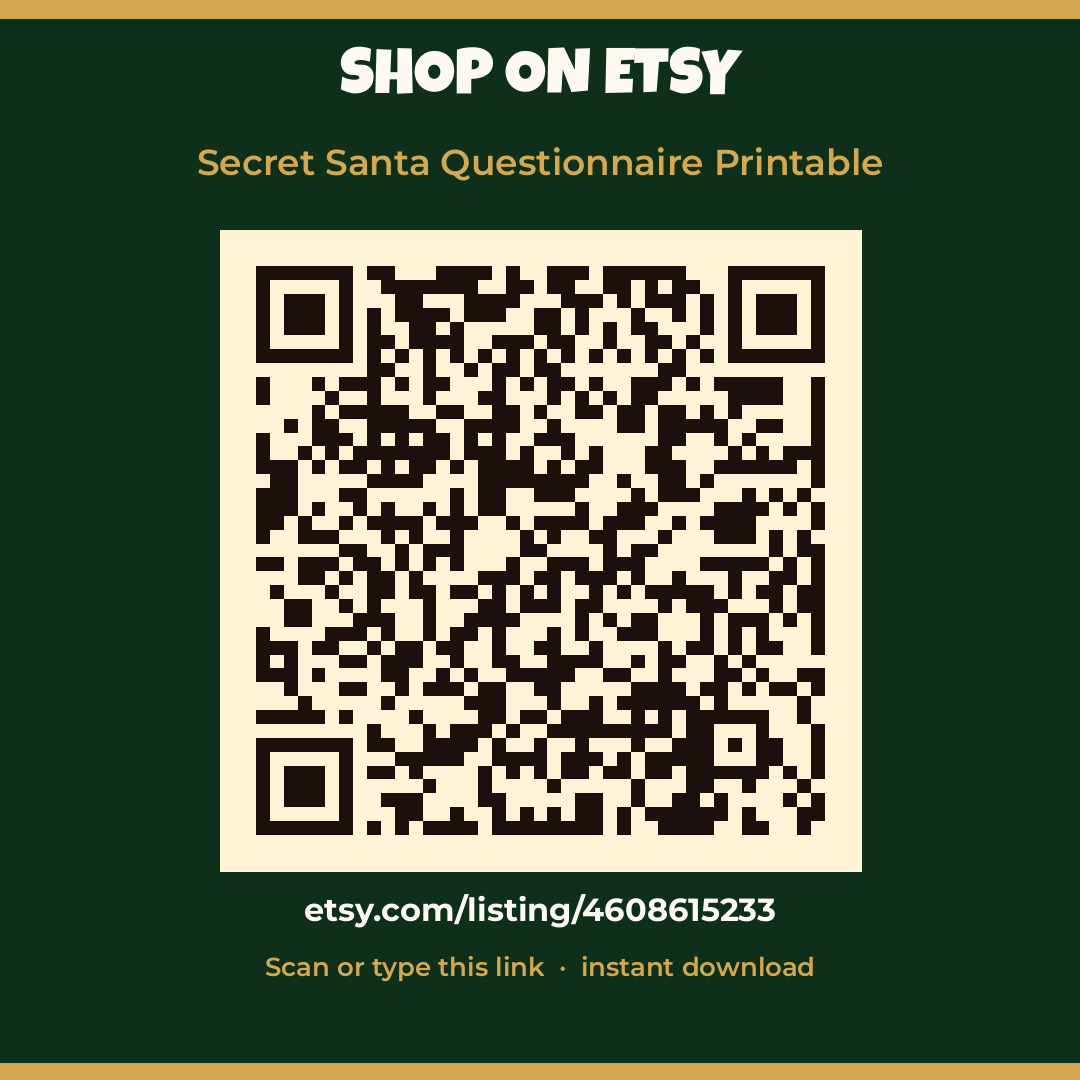 SHOP ON ETSY
Secret Santa Questionnaire Printable
etsy.com/listing/4608615233
Scan or type this link · instant download